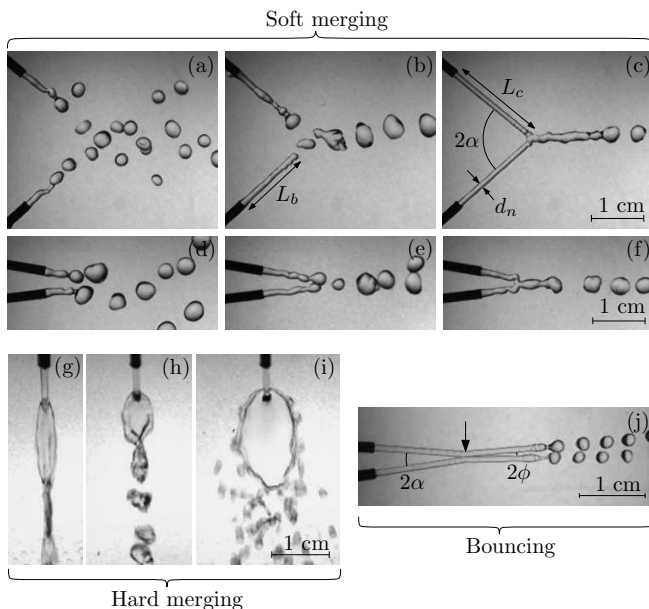 Soft merging
(a)
(b)
L_b
(c)
L_c
2α
d_n
1 cm
(d)
(e)
(f)
1 cm
(g)
(h)
(i)
1 cm
Hard merging
(j)
2α
2ϕ
1 cm
Bouncing